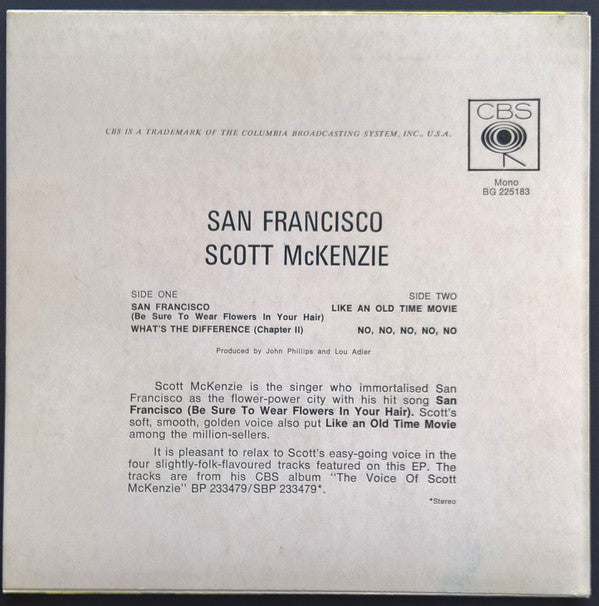 CBS IS A TRADEMARK OF THE COLUMBIA BROADCASTING SYSTEM, INC., U.S.A.
CBS
Mono
BG 225183
SAN FRANCISCO
SCOTT McKENZIE
SIDE ONE
SAN FRANCISCO
(Be Sure To Wear Flowers In Your Hair)
WHAT'S THE DIFFERENCE (Chapter II)
SIDE TWO
LIKE AN OLD TIME MOVIE
NO, NO, NO, NO, NO
Produced by John Phillips and Lou Adler
Scott McKenzie is the singer who immortalised San
Francisco as the flower-power city with his hit song San
Francisco (Be Sure To Wear Flowers In Your Hair). Scott's
soft, smooth, golden voice also put Like an Old Time Movie
among the million-sellers.
It is pleasant to relax to Scott's easy-going voice in the
four slightly-folk-flavoured tracks featured on this EP. The
tracks are from his CBS album "The Voice Of Scott
McKenzie" BP 233479/SBP 233479*.
*Stereo